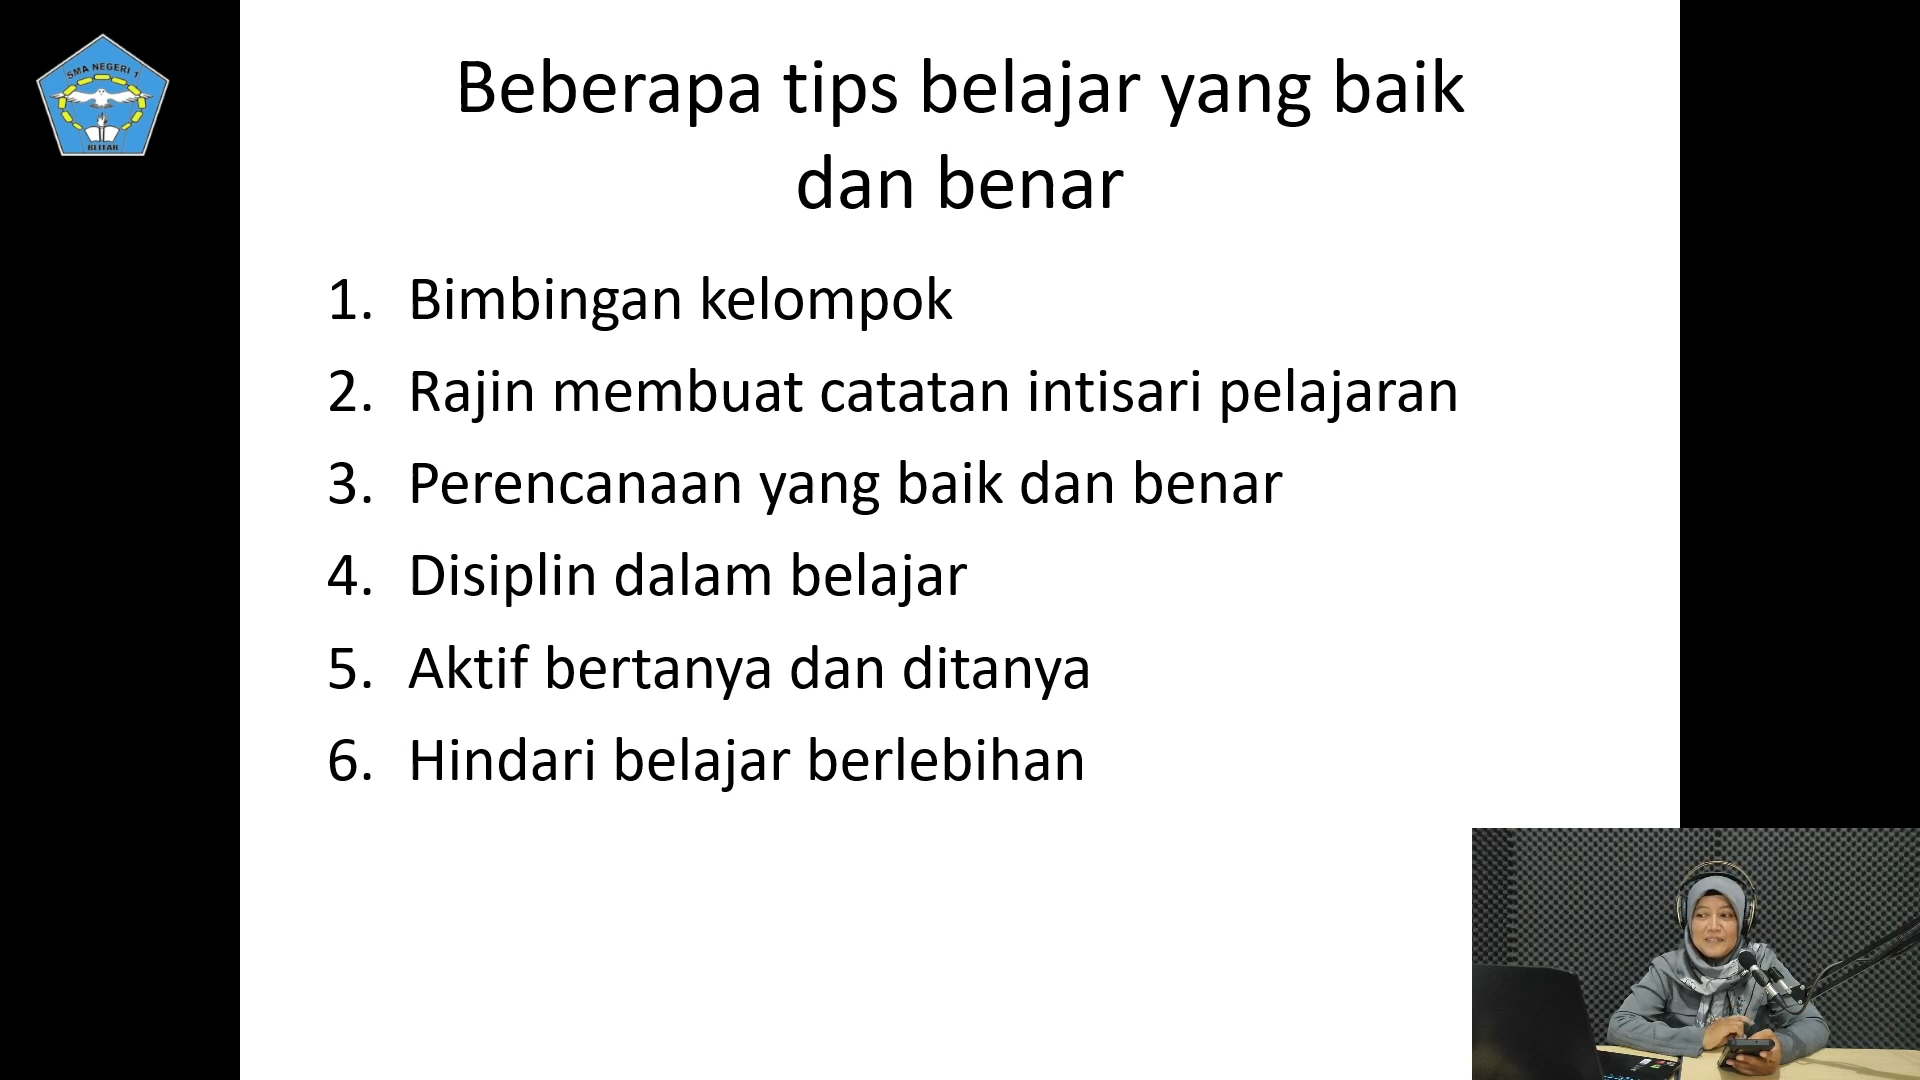 SMA NEGERI 1
BLITAR
Beberapa tips belajar yang baik
dan benar
1. Bimbingan kelompok
2. Rajin membuat catatan intisari pelajaran
3. Perencanaan yang baik dan benar
4. Disiplin dalam belajar
5. Aktif bertanya dan ditanya
6. Hindari belajar berlebihan